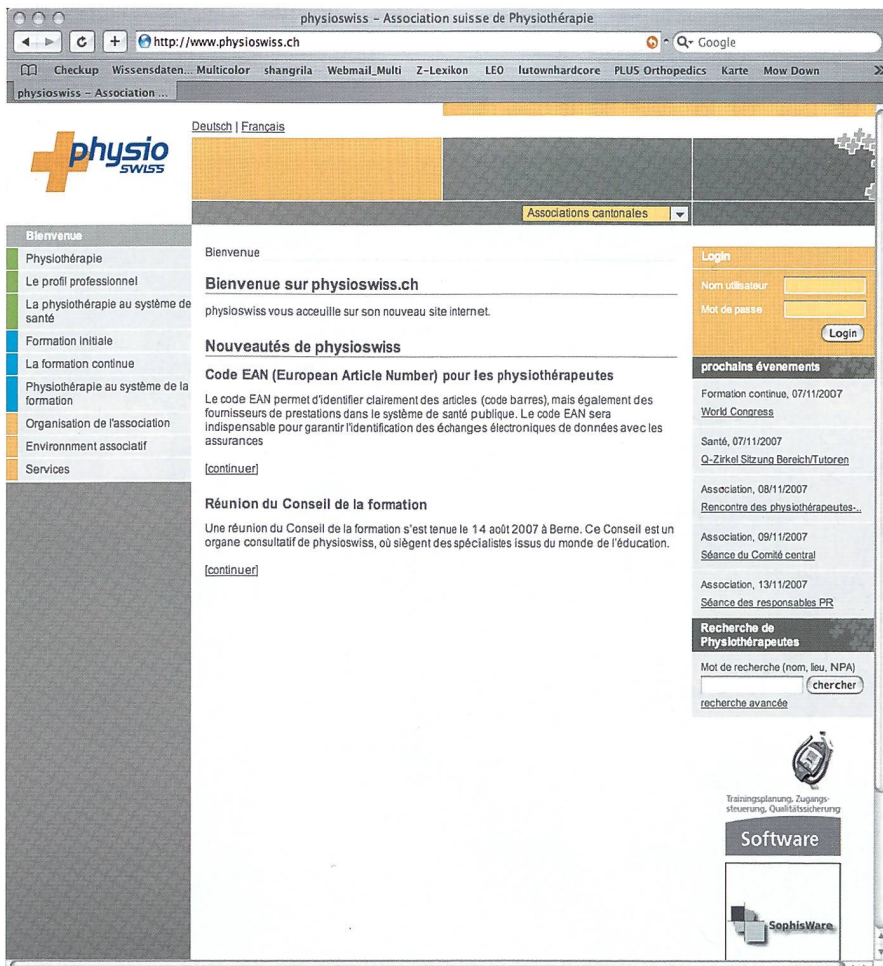 physioswiss – Association suisse de Physiothérapie
http://www.physioswiss.ch
Google
Checkup Wissensdaten... Multicolor shangrila Webmail_Multi Z-Lexikon LEO lutownhardcore PLUS Orthopedics Karte Mow Down
physioswiss – Association ...
Deutsch | Français
physio
swiss
Associations cantonales
Bienvenue
Physiothérapie
Le profil professionnel
La physiothérapie au système de
santé
Formation initiale
La formation continue
Physiothérapie au système de la
formation
Organisation de l'association
Environnment associatif
Services
Bienvenue
Bienvenue sur physioswiss.ch
physioswiss vous acceuille sur son nouveau site internet.
Nouveautés de physioswiss
Code EAN (European Article Number) pour les physiothérapeutes
Le code EAN permet d'identifier clairement des articles (code barres), mais également des
fournisseurs de prestations dans le système de santé publique. Le code EAN sera
indispensable pour garantir l'identification des échanges électroniques de données avec les
assurances
[continuer]
Réunion du Conseil de la formation
Une réunion du Conseil de la formation s'est tenue le 14 août 2007 à Berne. Ce Conseil est un
organe consultatif de physioswiss, où siègent des spécialistes issus du monde de l'éducation.
[continuer]
Login
Nom utilisateur
Mot de passe
Login
prochains évenements
Formation continue, 07/11/2007
World Congress
Santé, 07/11/2007
Q-Zirkel Sitzung Bereich/Tutoren
Association, 08/11/2007
Rencontre des physiothérapeutes-..
Association, 09/11/2007
Séance du Comité central
Association, 13/11/2007
Séance des responsables PR
Recherche de
Physiothérapeutes
Mot de recherche (nom, lieu, NPA)
chercher
recherche avancée
Trainingsplanung, Zugangs-
steuerung, Qualitätssicherung
Software
SophisWare